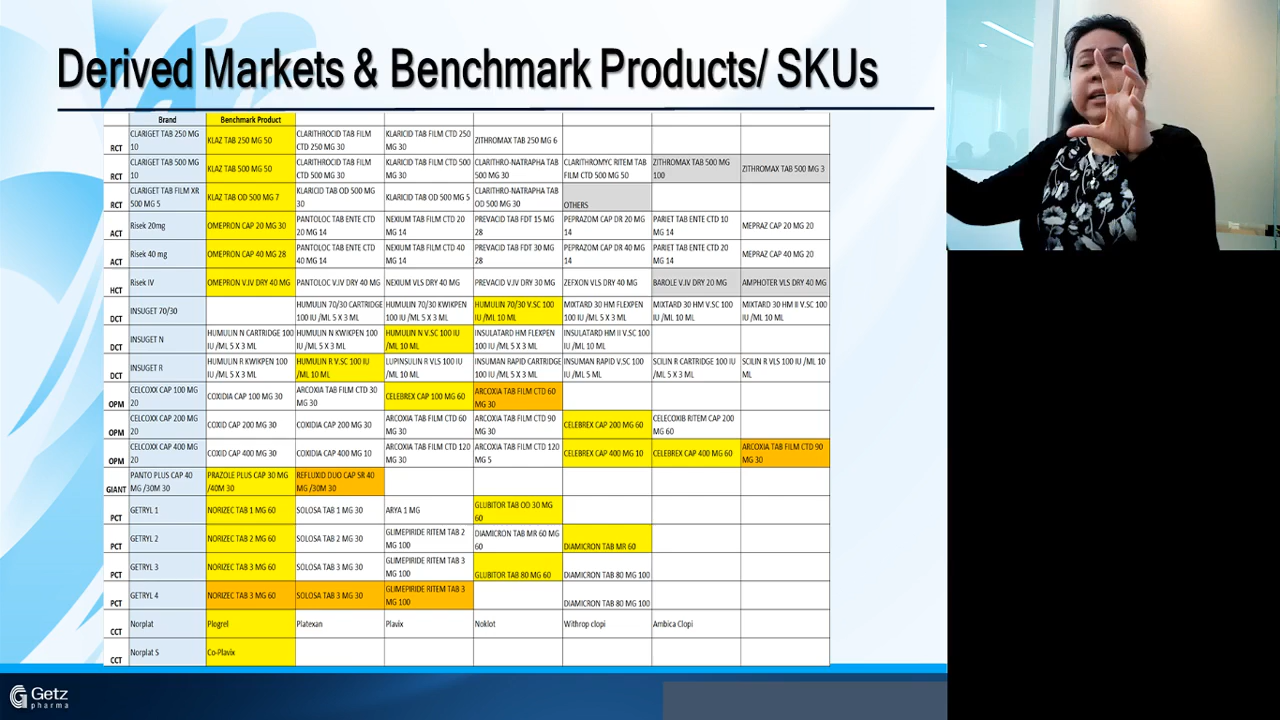 Derived Markets & Benchmark Products/ SKUs
Brand Benchmark Product
RCT CLARIGET TAB 250 MG 10 KLAZ TAB 250 MG 50 CLARITHROCID TAB FILM CTD 250 MG 30 KLARICID TAB FILM CTD 250 MG 30 ZITHROMAX TAB 250 MG 6
RCT CLARIGET TAB 500 MG 10 KLAZ TAB 500 MG 50 CLARITHROCID TAB FILM CTD 500 MG 30 KLARICID TAB FILM CTD 500 MG 30 CLARITHRO-NATRAPHA TAB 500 MG 30 CLARITHROMYC RITEM TAB FILM CTD 500 MG 50 ZITHROMAX TAB 500 MG 100 ZITHROMAX TAB 500 MG 3
RCT CLARIGET TAB FILM XR 500 MG 5 KLAZ TAB OD 500 MG 7 KLARICID TAB OD 500 MG 30 KLARICID TAB OD 500 MG 5 CLARITHRO-NATRAPHA TAB OD 500 MG 30 OTHERS
ACT Risek 20mg OMEPRON CAP 20 MG 30 PANTOLOC TAB ENTE CTD 20 MG 14 NEXIUM TAB FILM CTD 20 MG 14 PREVACID TAB FDT 15 MG 28 PEPRAZOM CAP DR 20 MG 14 PARIET TAB ENTE CTD 10 MG 14 MEPRAZ CAP 20 MG 20
ACT Risek 40 mg OMEPRON CAP 40 MG 28 PANTOLOC TAB ENTE CTD 40 MG 14 NEXIUM TAB FILM CTD 40 MG 14 PREVACID TAB FDT 30 MG 28 PEPRAZOM CAP DR 40 MG 14 PARIET TAB ENTE CTD 20 MG 14 MEPRAZ CAP 40 MG 20
HCT Risek IV OMEPRON V.IV DRY 40 MG PANTOLOC V.IV DRY 40 MG NEXIUM VLS DRY 40 MG PREVACID V.IV DRY 30 MG ZEFXON VLS DRY 40 MG BAROLE V.IV DRY 20 MG AMPHOTER VLS DRY 40 MG
DCT INSUGET 70/30 HUMULIN 70/30 CARTRIDGE 100 IU /ML 5 X 3 ML HUMULIN 70/30 KWIKPEN 100 IU /ML 5 X 3 ML HUMULIN 70/30 V.SC 100 IU /ML 10 ML MIXTARD 30 HM FLEXPEN 100 IU /ML 5 X 3 ML MIXTARD 30 HM V.SC 100 IU /ML 10 ML MIXTARD 30 HM II V.SC 100 IU /ML 10 ML
DCT INSUGET N HUMULIN N CARTRIDGE 100 IU /ML 5 X 3 ML HUMULIN N KWIKPEN 100 IU /ML 5 X 3 ML HUMULIN N V.SC 100 IU /ML 10 ML INSULATARD HM FLEXPEN 100 IU /ML 5 X 3 ML INSULATARD HM II V.SC 100 IU /ML 10 ML
DCT INSUGET R HUMULIN R KWIKPEN 100 IU /ML 5 X 3 ML HUMULIN R V.SC 100 IU /ML 10 ML LUPINSULIN R VLS 100 IU /ML 10 ML INSUMAN RAPID CARTRIDGE 100 IU /ML 5 X 3 ML INSUMAN RAPID V.SC 100 IU /ML 5 ML SCILIN R CARTRIDGE 100 IU /ML 5 X 3 ML SCILIN R VLS 100 IU /ML 10 ML
OPM CELCOXX CAP 100 MG 20 COXIDIA CAP 100 MG 30 ARCOXIA TAB FILM CTD 30 MG 30 CELEBREX CAP 100 MG 60 ARCOXIA TAB FILM CTD 60 MG 30
OPM CELCOXX CAP 200 MG 20 COXID CAP 200 MG 30 COXIDIA CAP 200 MG 30 ARCOXIA TAB FILM CTD 60 MG 30 ARCOXIA TAB FILM CTD 90 MG 30 CELEBREX CAP 200 MG 60 CELECOXIB RITEM CAP 200 MG 60
OPM CELCOXX CAP 400 MG 20 COXID CAP 400 MG 30 COXIDIA CAP 400 MG 10 ARCOXIA TAB FILM CTD 120 MG 30 ARCOXIA TAB FILM CTD 120 MG 5 CELEBREX CAP 400 MG 10 CELEBREX CAP 400 MG 60 ARCOXIA TAB FILM CTD 90 MG 30
GIANT PANTO PLUS CAP 40 MG /30M 30 PRAZOLE PLUS CAP 30 MG /40M 30 REFLUXID DUO CAP SR 40 MG /30M 30
PCT GETRYL 1 NORIZEC TAB 1 MG 60 SOLOSA TAB 1 MG 30 ARYA 1 MG GLUBITOR TAB OD 30 MG 60
PCT GETRYL 2 NORIZEC TAB 2 MG 60 SOLOSA TAB 2 MG 30 GLIMEPIRIDE RITEM TAB 2 MG 100 DIAMICRON TAB MR 60 MG 60 DIAMICRON TAB MR 60
PCT GETRYL 3 NORIZEC TAB 3 MG 60 SOLOSA TAB 3 MG 30 GLIMEPIRIDE RITEM TAB 3 MG 100 GLUBITOR TAB 80 MG 60 DIAMICRON TAB 80 MG 100
PCT GETRYL 4 NORIZEC TAB 3 MG 60 SOLOSA TAB 3 MG 30 GLIMEPIRIDE RITEM TAB 3 MG 100 DIAMICRON TAB 80 MG 100
CCT Norplat Plogrel Platexan Plavix Noklot Withrop clopi Ambica Clopi
CCT Norplat S Co-Plavix
Getz
pharma